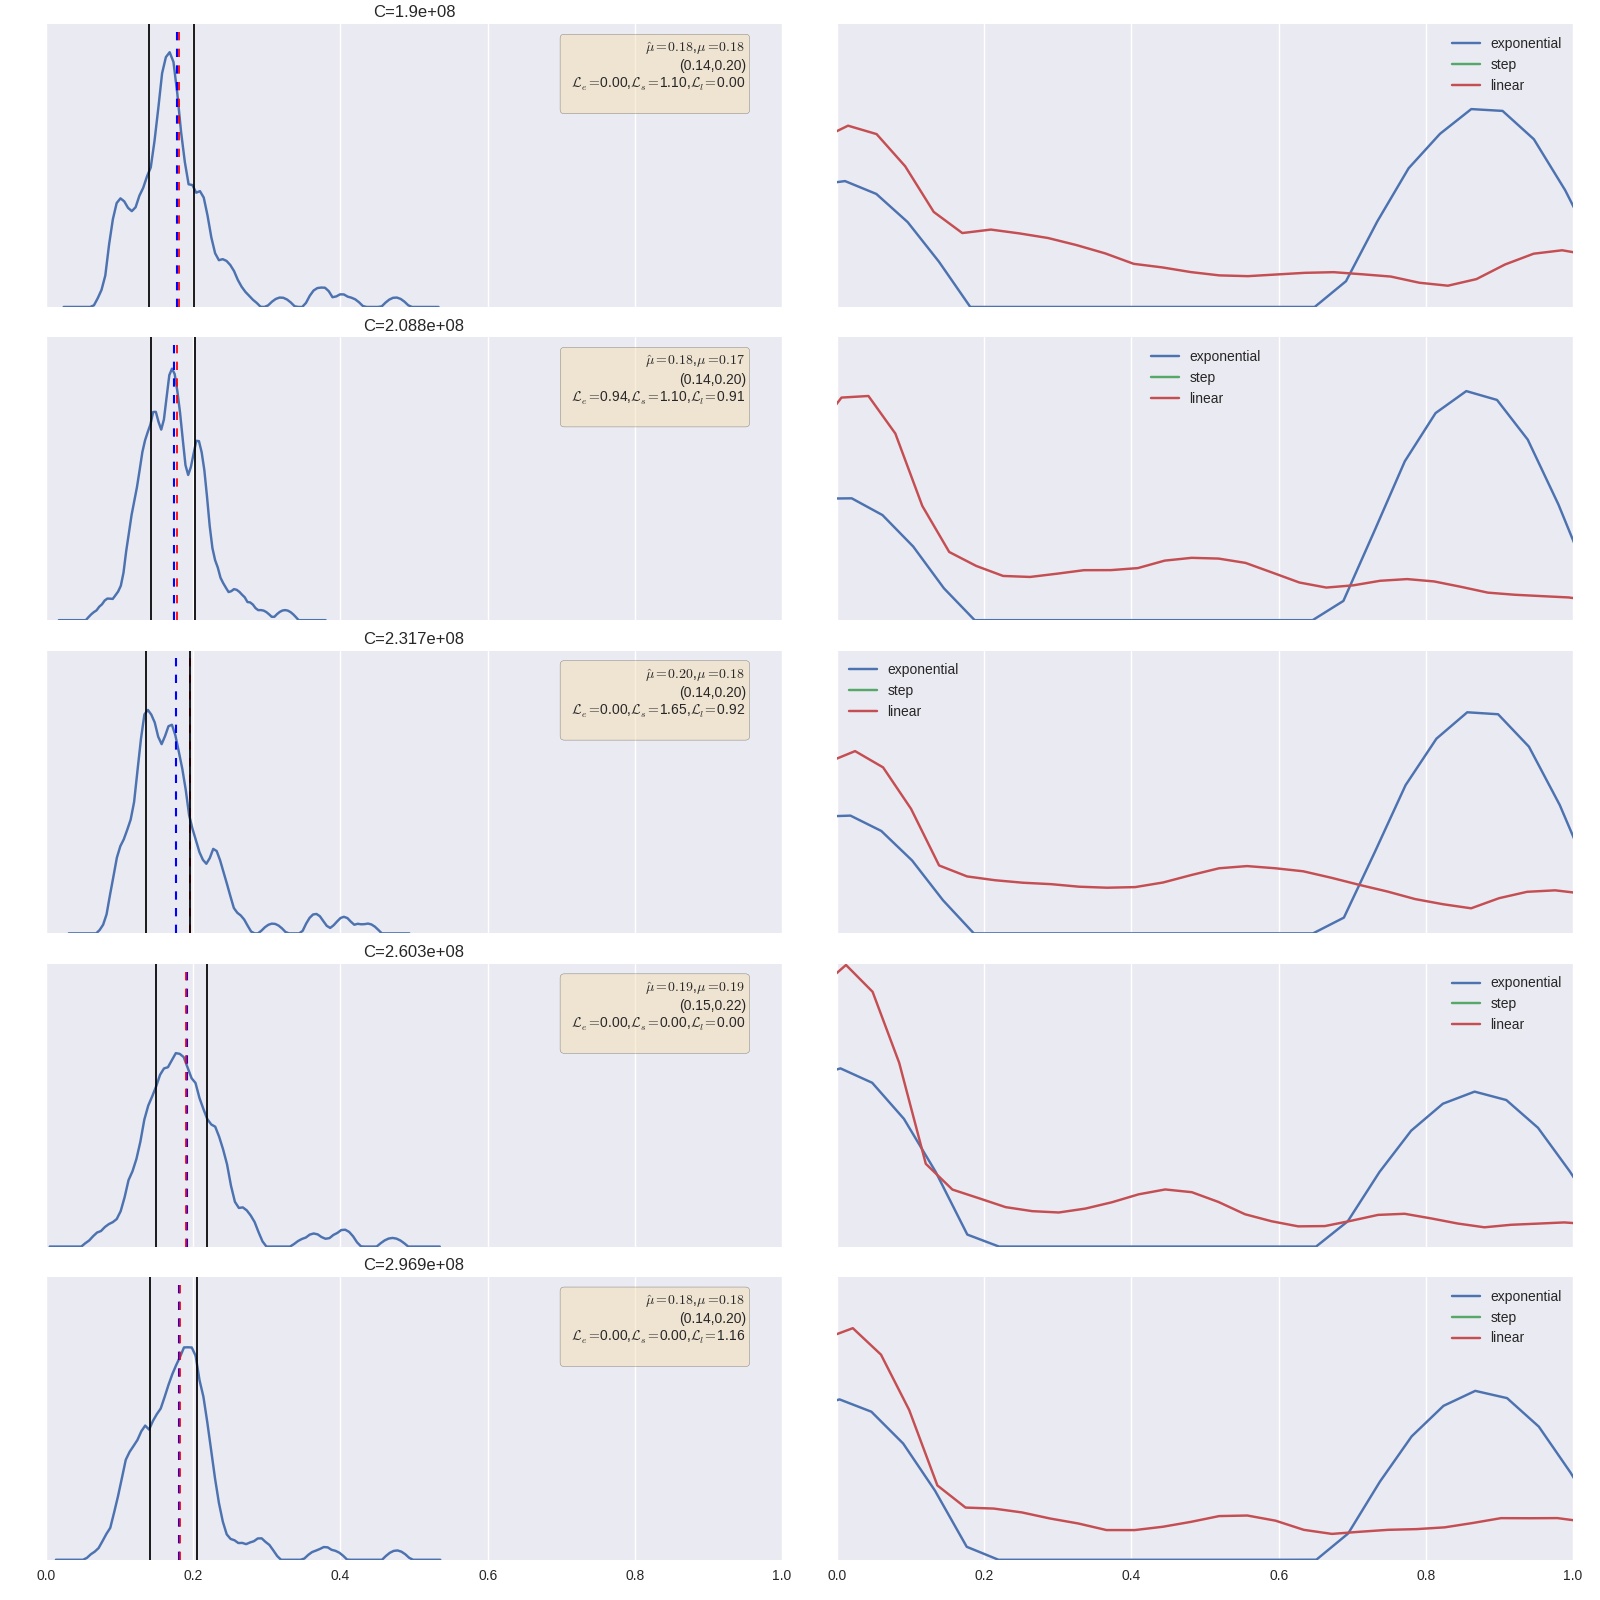 C=1.9e+08
μ̂=0.18,μ=0.18
(0.14,0.20)
ℒₑ=0.00,ℒₛ=1.10,ℒₗ=0.00
exponential
step
linear
C=2.088e+08
μ̂=0.18,μ=0.17
(0.14,0.20)
ℒₑ=0.94,ℒₛ=1.10,ℒₗ=0.91
exponential
step
linear
C=2.317e+08
μ̂=0.20,μ=0.18
(0.14,0.20)
ℒₑ=0.00,ℒₛ=1.65,ℒₗ=0.92
exponential
step
linear
C=2.603e+08
μ̂=0.19,μ=0.19
(0.15,0.22)
ℒₑ=0.00,ℒₛ=0.00,ℒₗ=0.00
exponential
step
linear
C=2.969e+08
μ̂=0.18,μ=0.18
(0.14,0.20)
ℒₑ=0.00,ℒₛ=0.00,ℒₗ=1.16
exponential
step
linear
0.0 0.2 0.4 0.6 0.8 1.0
0.0 0.2 0.4 0.6 0.8 1.0